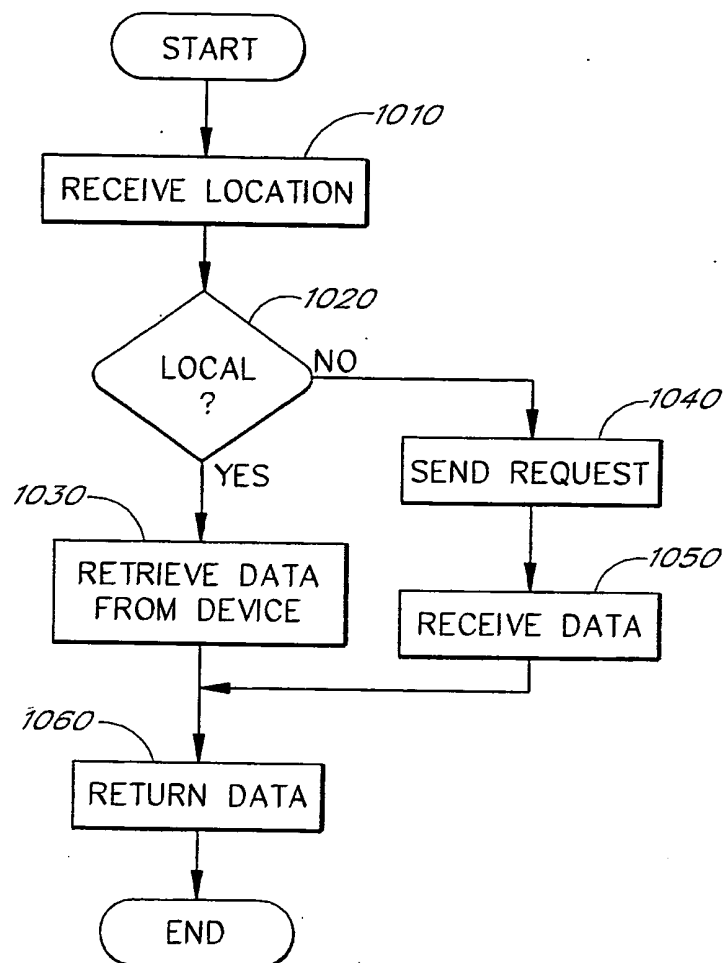 START
1010
RECEIVE LOCATION
1020
LOCAL
?
NO
YES
1040
SEND REQUEST
1030
RETRIEVE DATA
FROM DEVICE
1050
RECEIVE DATA
1060
RETURN DATA
END